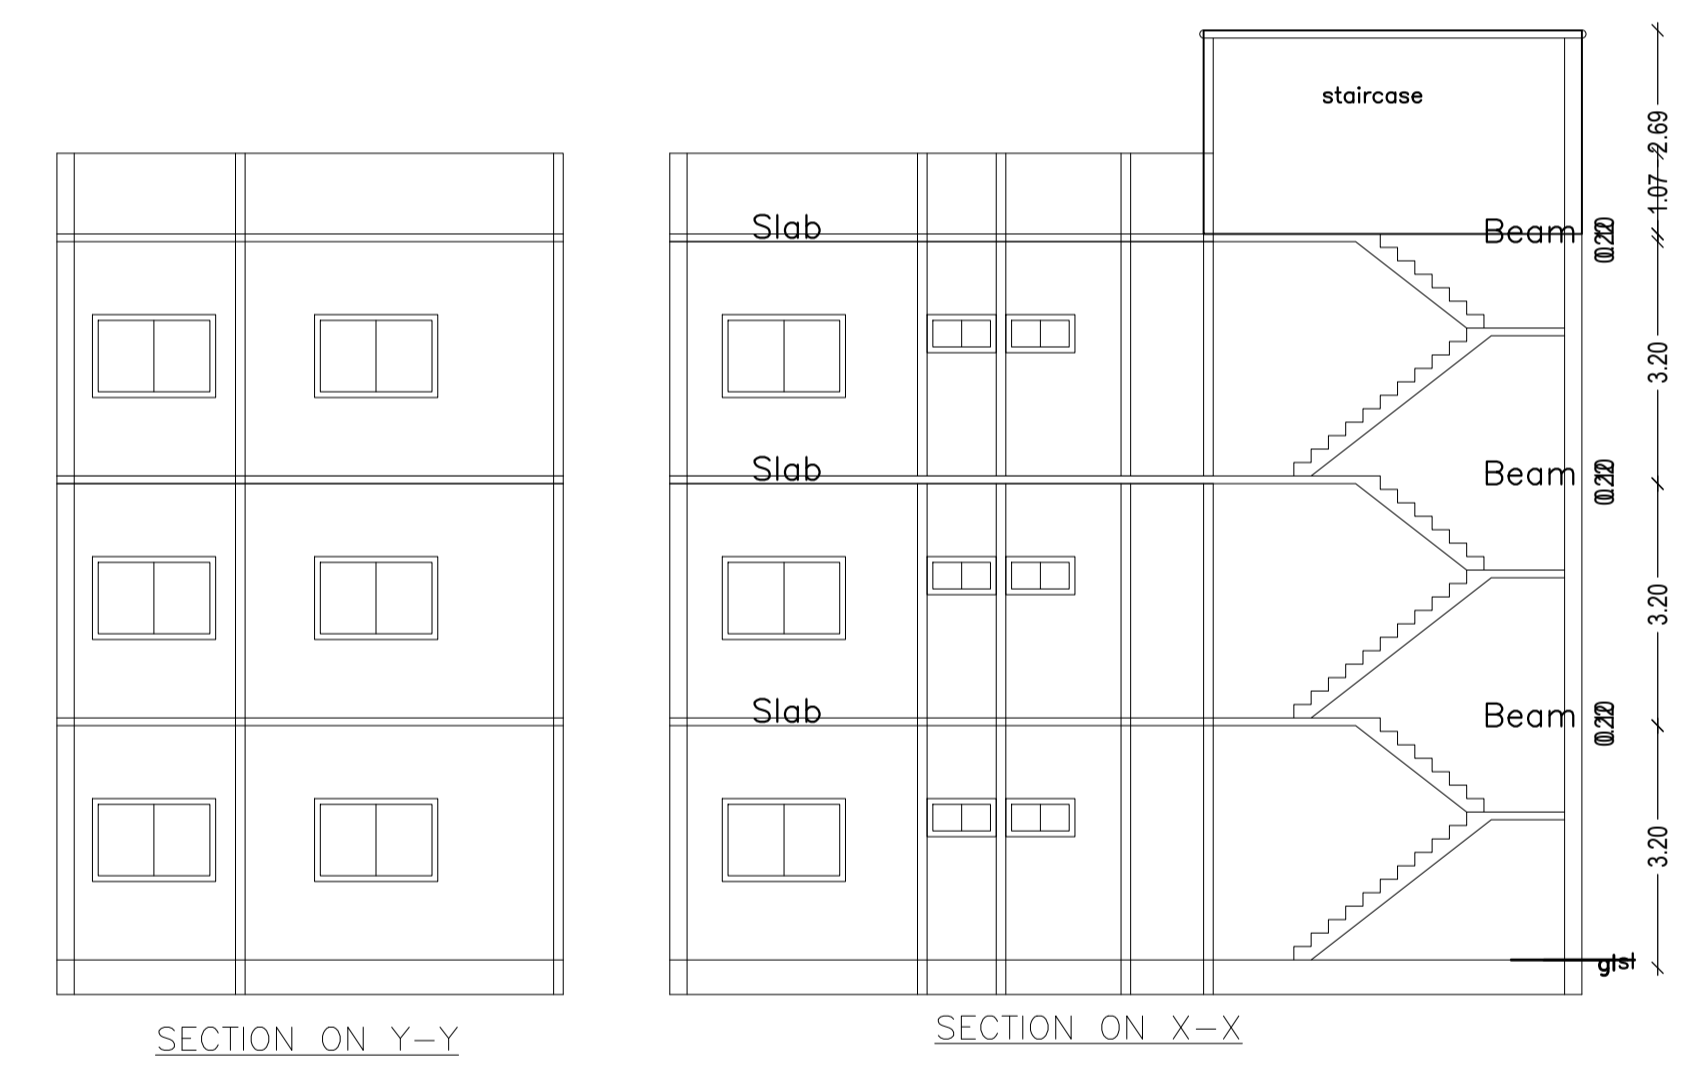 staircase
2.69
1.07
Slab
Beam
3.20
Slab
Beam
3.20
Slab
Beam
3.20
SECTION ON Y-Y
SECTION ON X-X